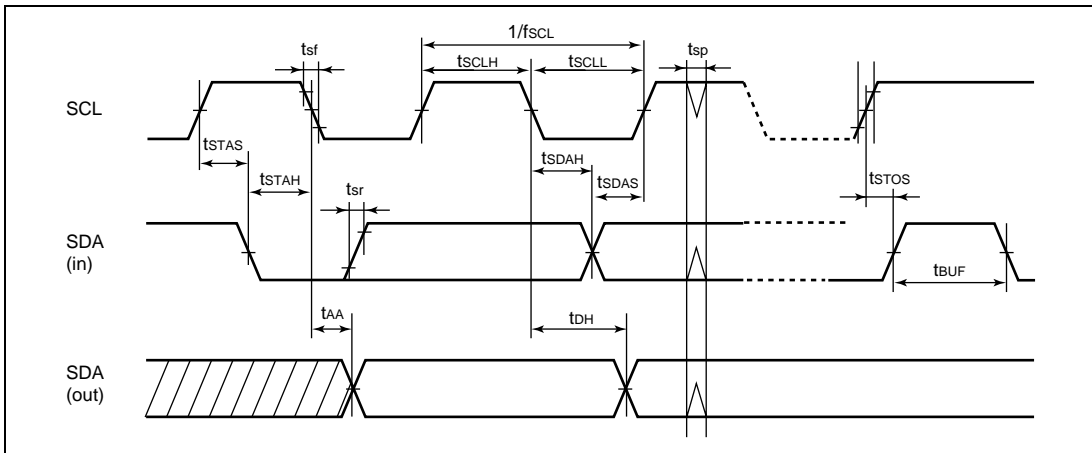 1/fSCL
tsf
tSCLH
tSCLL
tsp
SCL
tSTAS
tSTAH
tsr
tSDAH
tSDAS
tSTOS
SDA
(in)
tBUF
tAA
tDH
SDA
(out)